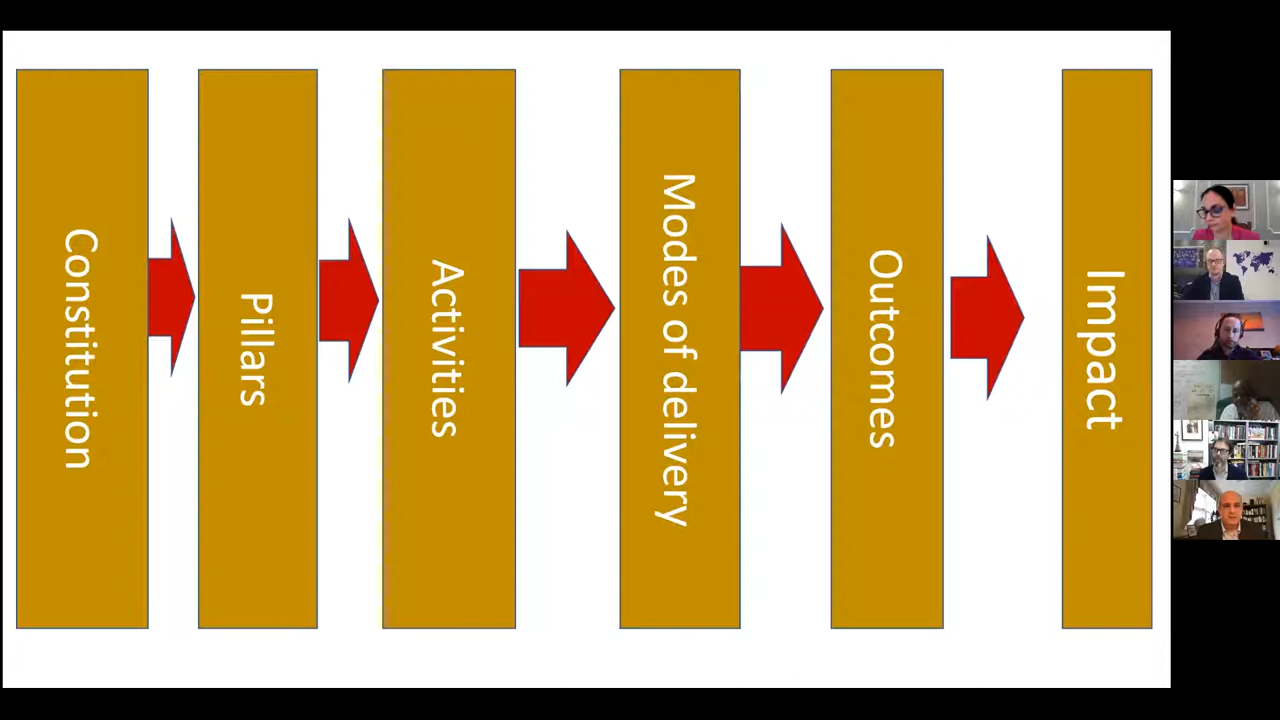 Constitution
Pillars
Activities
Modes of delivery
Outcomes
Impact